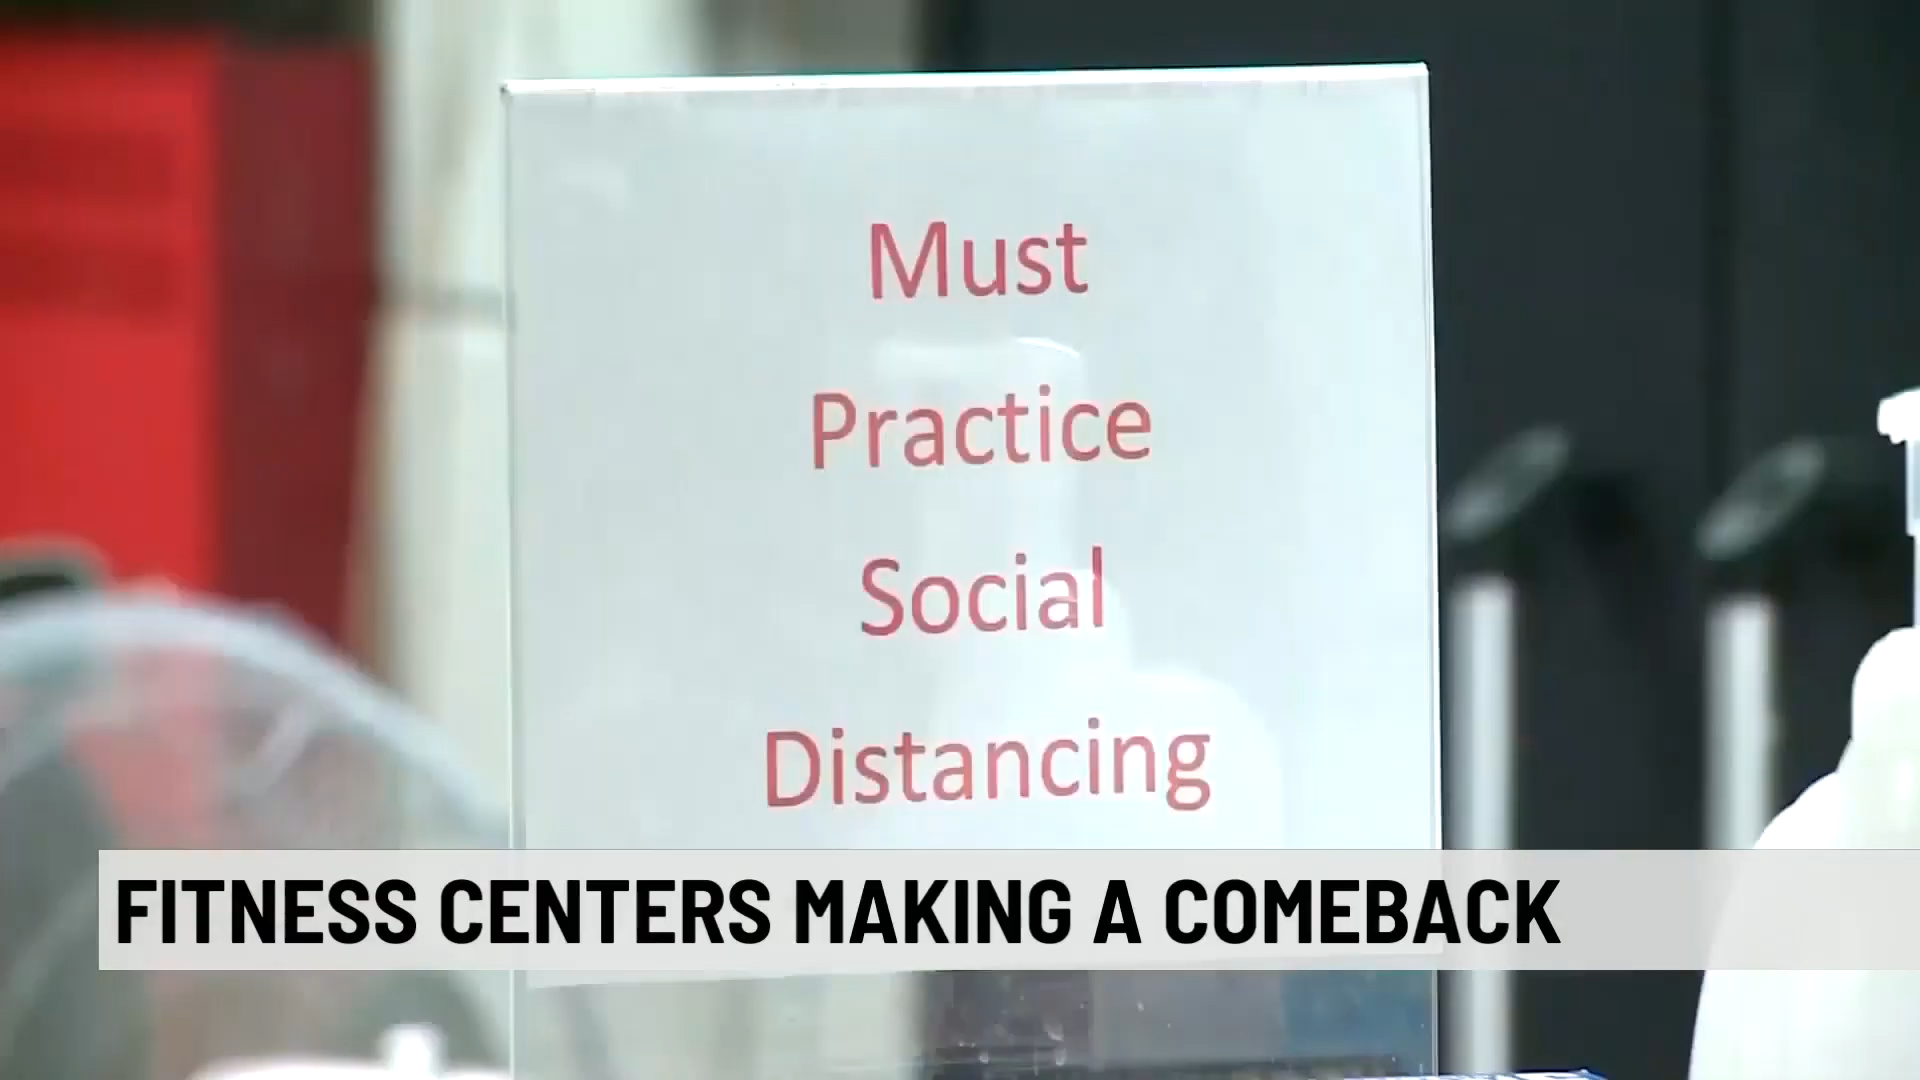 Must
Practice
Social
Distancing
FITNESS CENTERS MAKING A COMEBACK